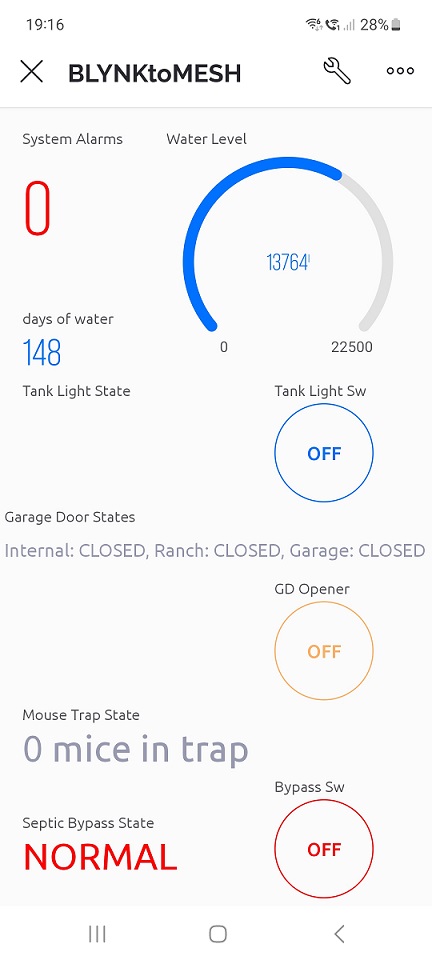 19:16 28%
BLYNKtoMESH
System Alarms Water Level
0
13764l
days of water
0 22500
148
Tank Light State Tank Light Sw
OFF
Garage Door States
Internal: CLOSED, Ranch: CLOSED, Garage: CLOSED
GD Opener
OFF
Mouse Trap State
0 mice in trap
Bypass Sw
Septic Bypass State
NORMAL OFF